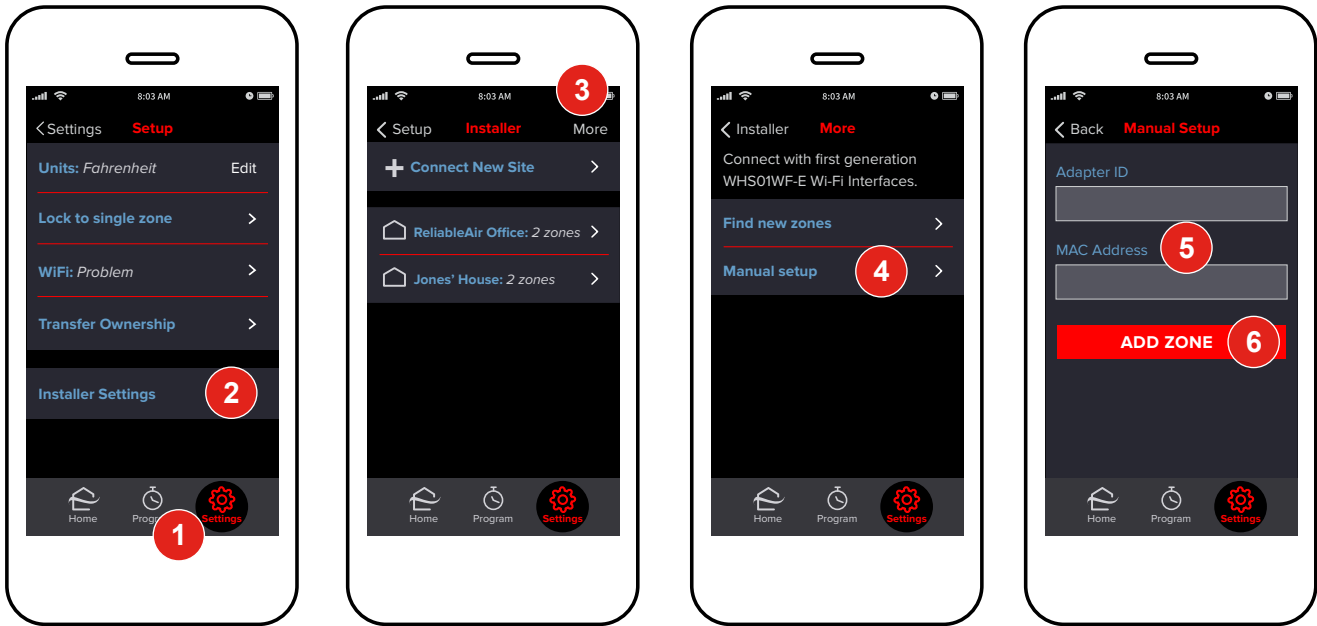 8:03 AM
Settings Setup
Units: Fahrenheit Edit
Lock to single zone
WiFi: Problem
Transfer Ownership
Installer Settings 2
Home Settings
1
3
8:03 AM
Setup Installer More
Connect New Site
ReliableAir Office: 2 zones
Jones' House: 2 zones
Home Program Settings
8:03 AM
Installer More
Connect with first generation
WHS01WF-E Wi-Fi Interfaces.
Find new zones
Manual setup 4
Home Program Settings
8:03 AM
Back Manual Setup
Adapter ID
MAC Address 5
ADD ZONE 6
Home Program Settings